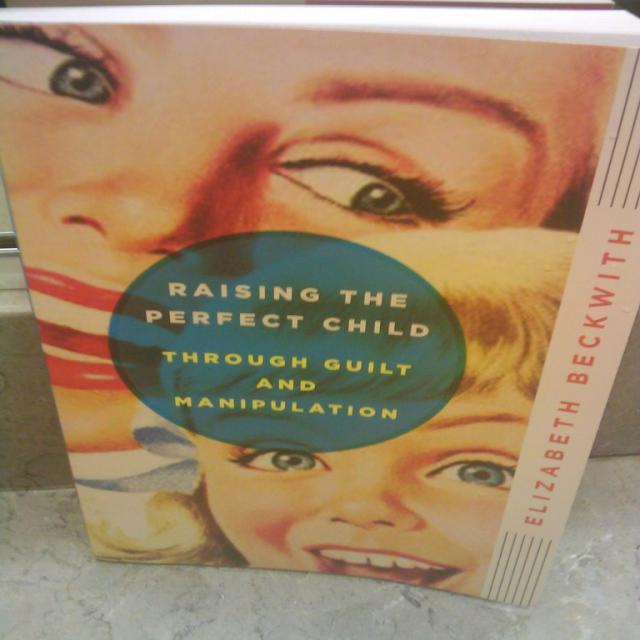 RAISING THE
PERFECT CHILD
THROUGH GUILT
AND
MANIPULATION
ELIZABETH BECKWITH